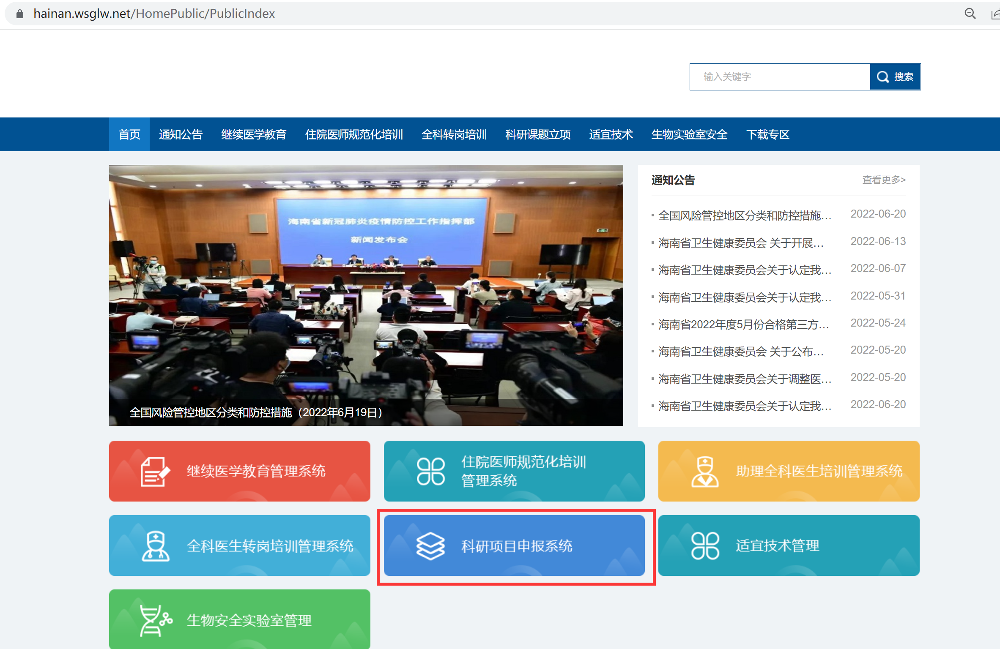 hainan.wsglw.net/HomePublic/PublicIndex
输入关键字
搜索
首页 通知公告 继续医学教育 住院医师规范化培训 全科转岗培训 科研课题立项 适宜技术 生物实验室安全 下载专区
海南省新冠肺炎疫情防控工作指挥部
新闻发布会
全国风险管控地区分类和防控措施（2022年6月19日）
通知公告 查看更多>
全国风险管控地区分类和防控措施... 2022-06-20
海南省卫生健康委员会 关于开展... 2022-06-13
海南省卫生健康委员会关于认定我... 2022-06-07
海南省卫生健康委员会关于认定我... 2022-05-31
海南省2022年度5月份合格第三方... 2022-05-24
海南省卫生健康委员会 关于公布... 2022-05-20
海南省卫生健康委员会关于调整医... 2022-05-20
海南省卫生健康委员会关于认定我... 2022-06-20
继续医学教育管理系统
住院医师规范化培训
管理系统
助理全科医生培训管理系统
全科医生转岗培训管理系统
科研项目申报系统
适宜技术管理
生物安全实验室管理